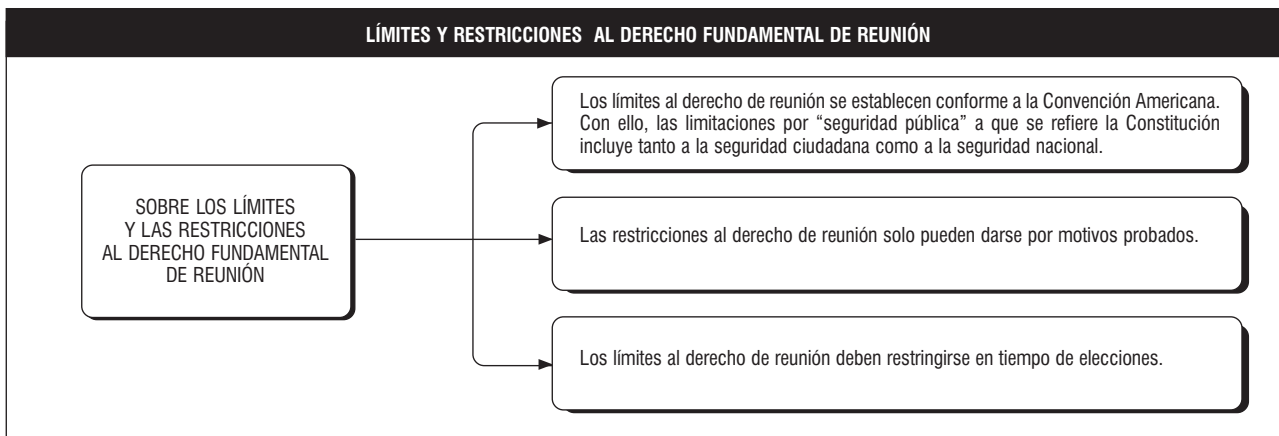 LÍMITES Y RESTRICCIONES AL DERECHO FUNDAMENTAL DE REUNIÓN
SOBRE LOS LÍMITES
Y LAS RESTRICCIONES
AL DERECHO FUNDAMENTAL
DE REUNIÓN
Los límites al derecho de reunión se establecen conforme a la Convención Americana.
Con ello, las limitaciones por “seguridad pública” a que se refiere la Constitución
incluye tanto a la seguridad ciudadana como a la seguridad nacional.
Las restricciones al derecho de reunión solo pueden darse por motivos probados.
Los límites al derecho de reunión deben restringirse en tiempo de elecciones.